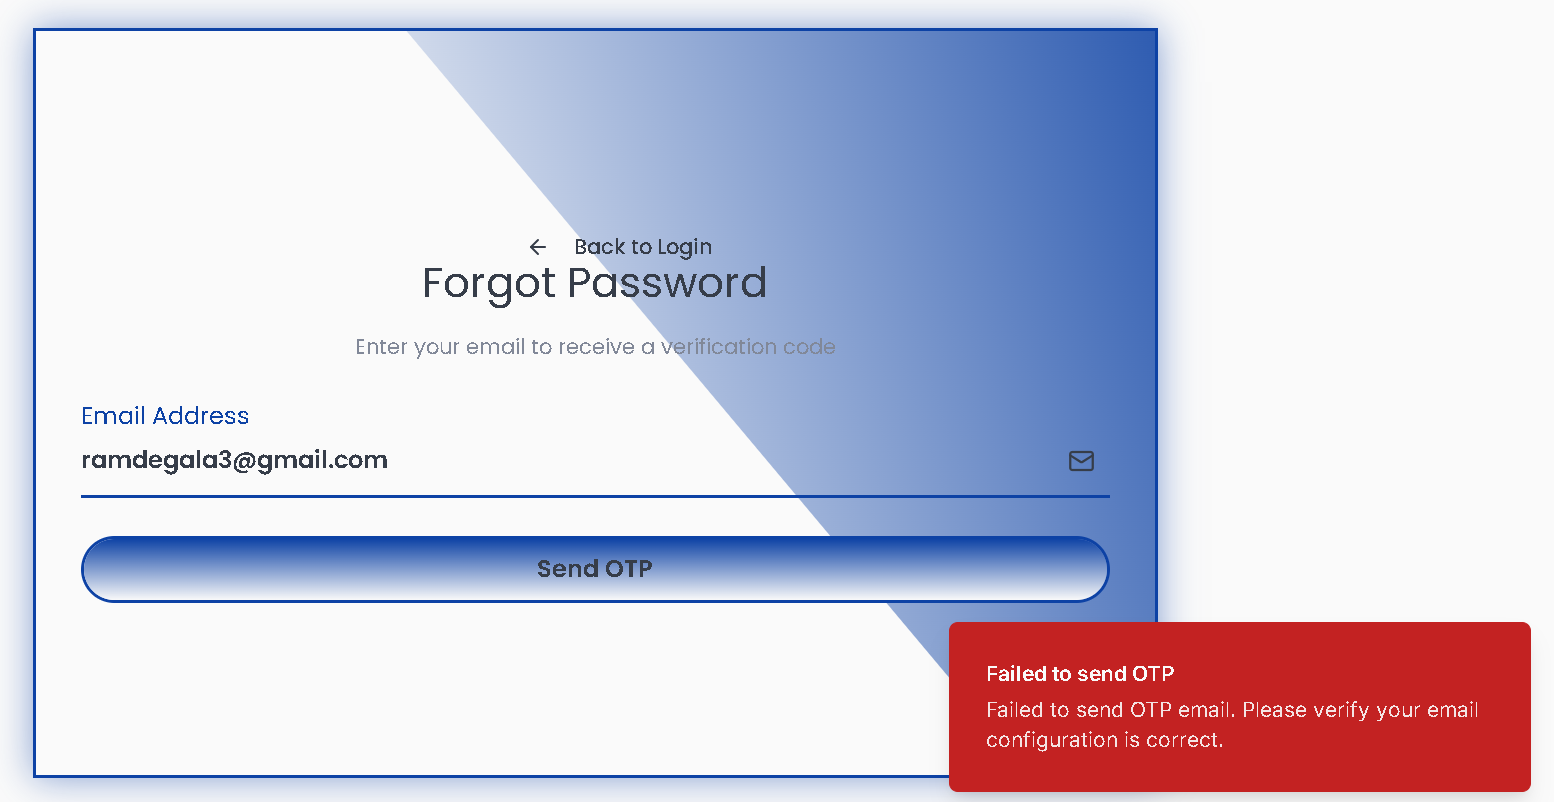 Back to Login
Forgot Password
Enter your email to receive a verification code
Email Address
ramdegala3@gmail.com
Send OTP
Failed to send OTP
Failed to send OTP email. Please verify your email
configuration is correct.